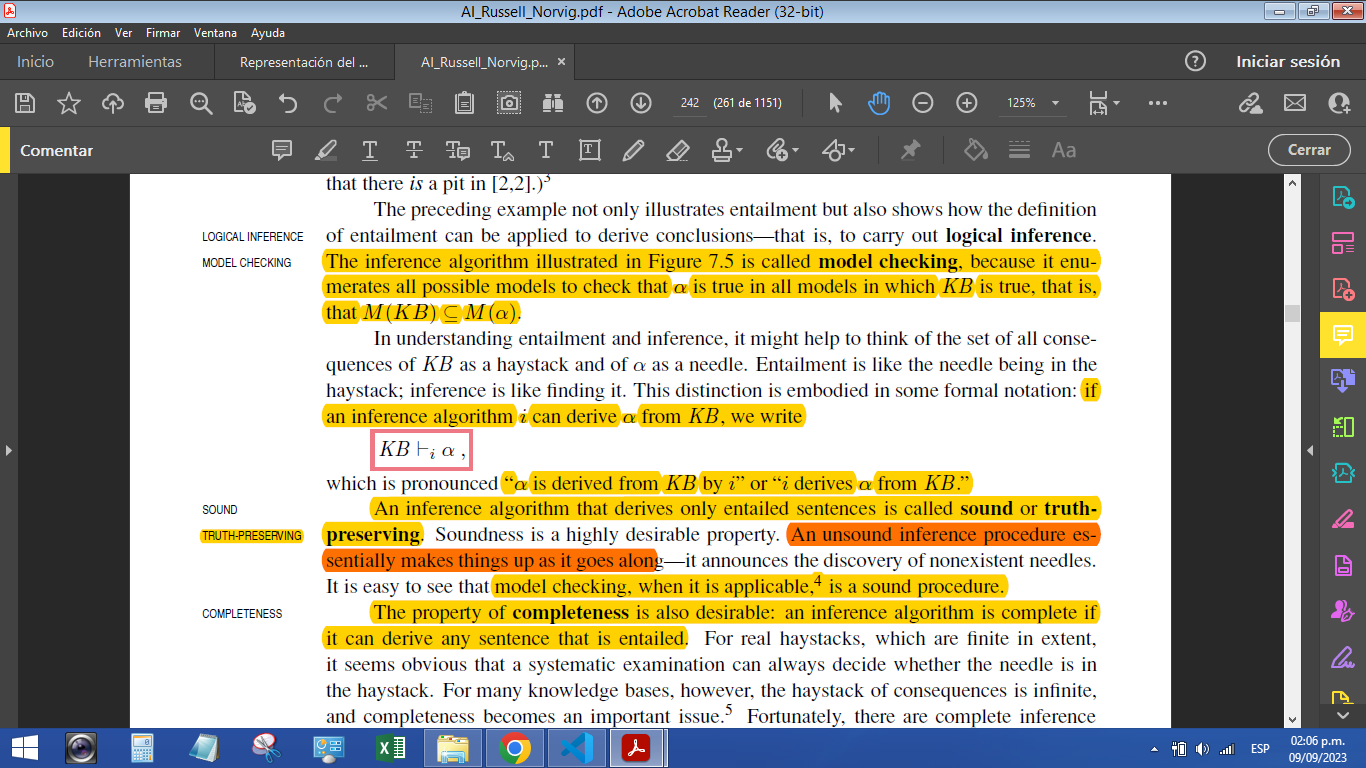 AI_Russell_Norvig.pdf - Adobe Acrobat Reader (32-bit)
Archivo Edición Ver Firmar Ventana Ayuda
Inicio Herramientas Representación del ... AI_Russell_Norvig.p... × Iniciar sesión
242 (261 de 1151) 125%
Comentar Aa Cerrar
that there is a pit in [2,2].)³
The preceding example not only illustrates entailment but also shows how the definition
LOGICAL INFERENCE of entailment can be applied to derive conclusions—that is, to carry out logical inference.
MODEL CHECKING The inference algorithm illustrated in Figure 7.5 is called model checking, because it enu-
merates all possible models to check that α is true in all models in which KB is true, that is,
that M(KB) ⊆ M(α).
In understanding entailment and inference, it might help to think of the set of all conse-
quences of KB as a haystack and of α as a needle. Entailment is like the needle being in the
haystack; inference is like finding it. This distinction is embodied in some formal notation: if
an inference algorithm i can derive α from KB, we write
KB ⊢ᵢ α ,
which is pronounced “α is derived from KB by i” or “i derives α from KB.”
SOUND An inference algorithm that derives only entailed sentences is called sound or truth-
TRUTH-PRESERVING preserving. Soundness is a highly desirable property. An unsound inference procedure es-
sentially makes things up as it goes along—it announces the discovery of nonexistent needles.
It is easy to see that model checking, when it is applicable,⁴ is a sound procedure.
COMPLETENESS The property of completeness is also desirable: an inference algorithm is complete if
it can derive any sentence that is entailed. For real haystacks, which are finite in extent,
it seems obvious that a systematic examination can always decide whether the needle is in
the haystack. For many knowledge bases, however, the haystack of consequences is infinite,
and completeness becomes an important issue.⁵ Fortunately, there are complete inference
ESP 02:06 p.m.
09/09/2023